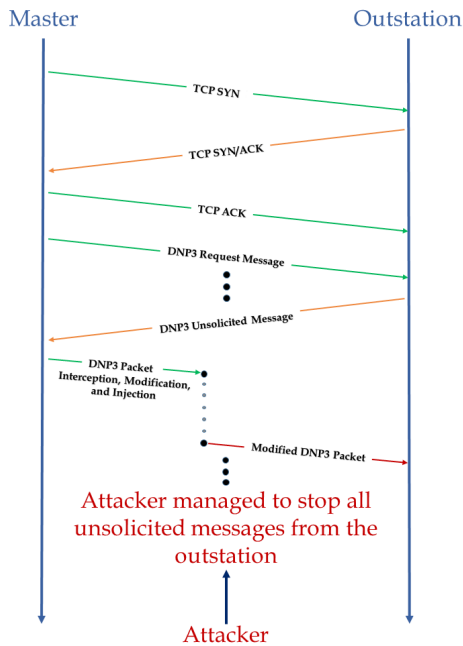 Master
Outstation
TCP SYN
TCP SYN/ACK
TCP ACK
DNP3 Request Message
DNP3 Unsolicited Message
DNP3 Packet
Interception, Modification,
and Injection
Modified DNP3 Packet
Attacker managed to stop all
unsolicited messages from the
outstation
Attacker